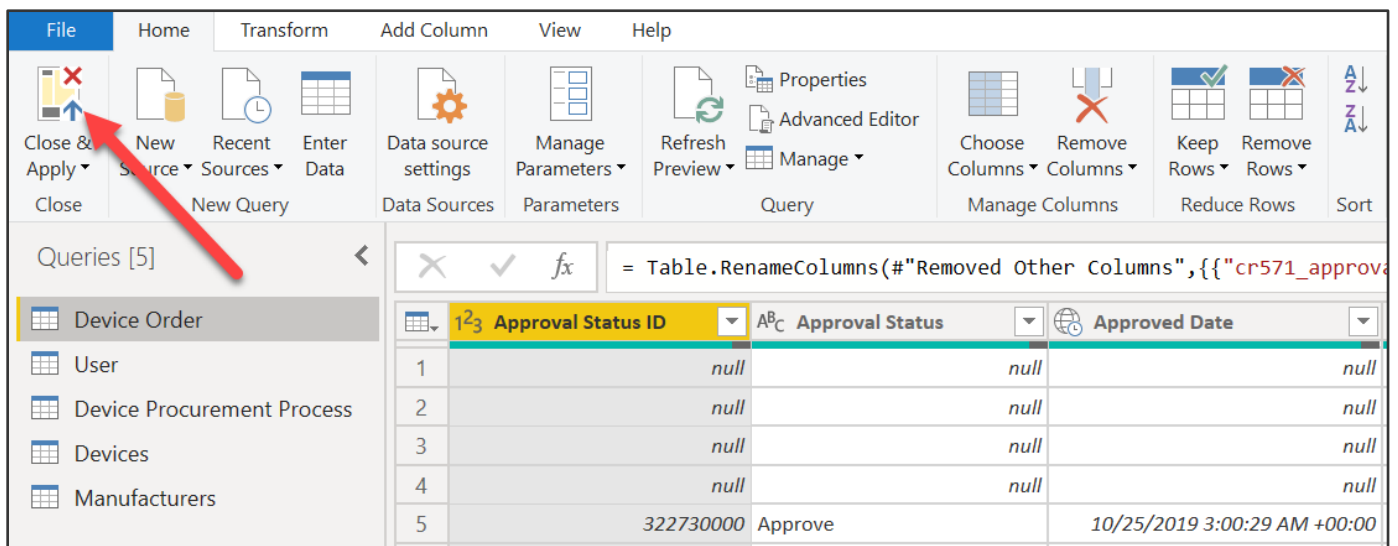 File Home Transform Add Column View Help
Properties
Advanced Editor
Manage
Close & New Recent Enter Data source Manage Refresh Choose Remove Keep Remove
Apply Source Sources Data settings Parameters Preview Columns Columns Rows Rows
Close New Query Data Sources Parameters Query Manage Columns Reduce Rows Sort
Queries [5]
fx = Table.RenameColumns(#"Removed Other Columns",{{"cr571_approva
Device Order
User
Device Procurement Process
Devices
Manufacturers
123 Approval Status ID ABC Approval Status Approved Date
1 null null null
2 null null null
3 null null null
4 null null null
5 322730000 Approve 10/25/2019 3:00:29 AM +00:00